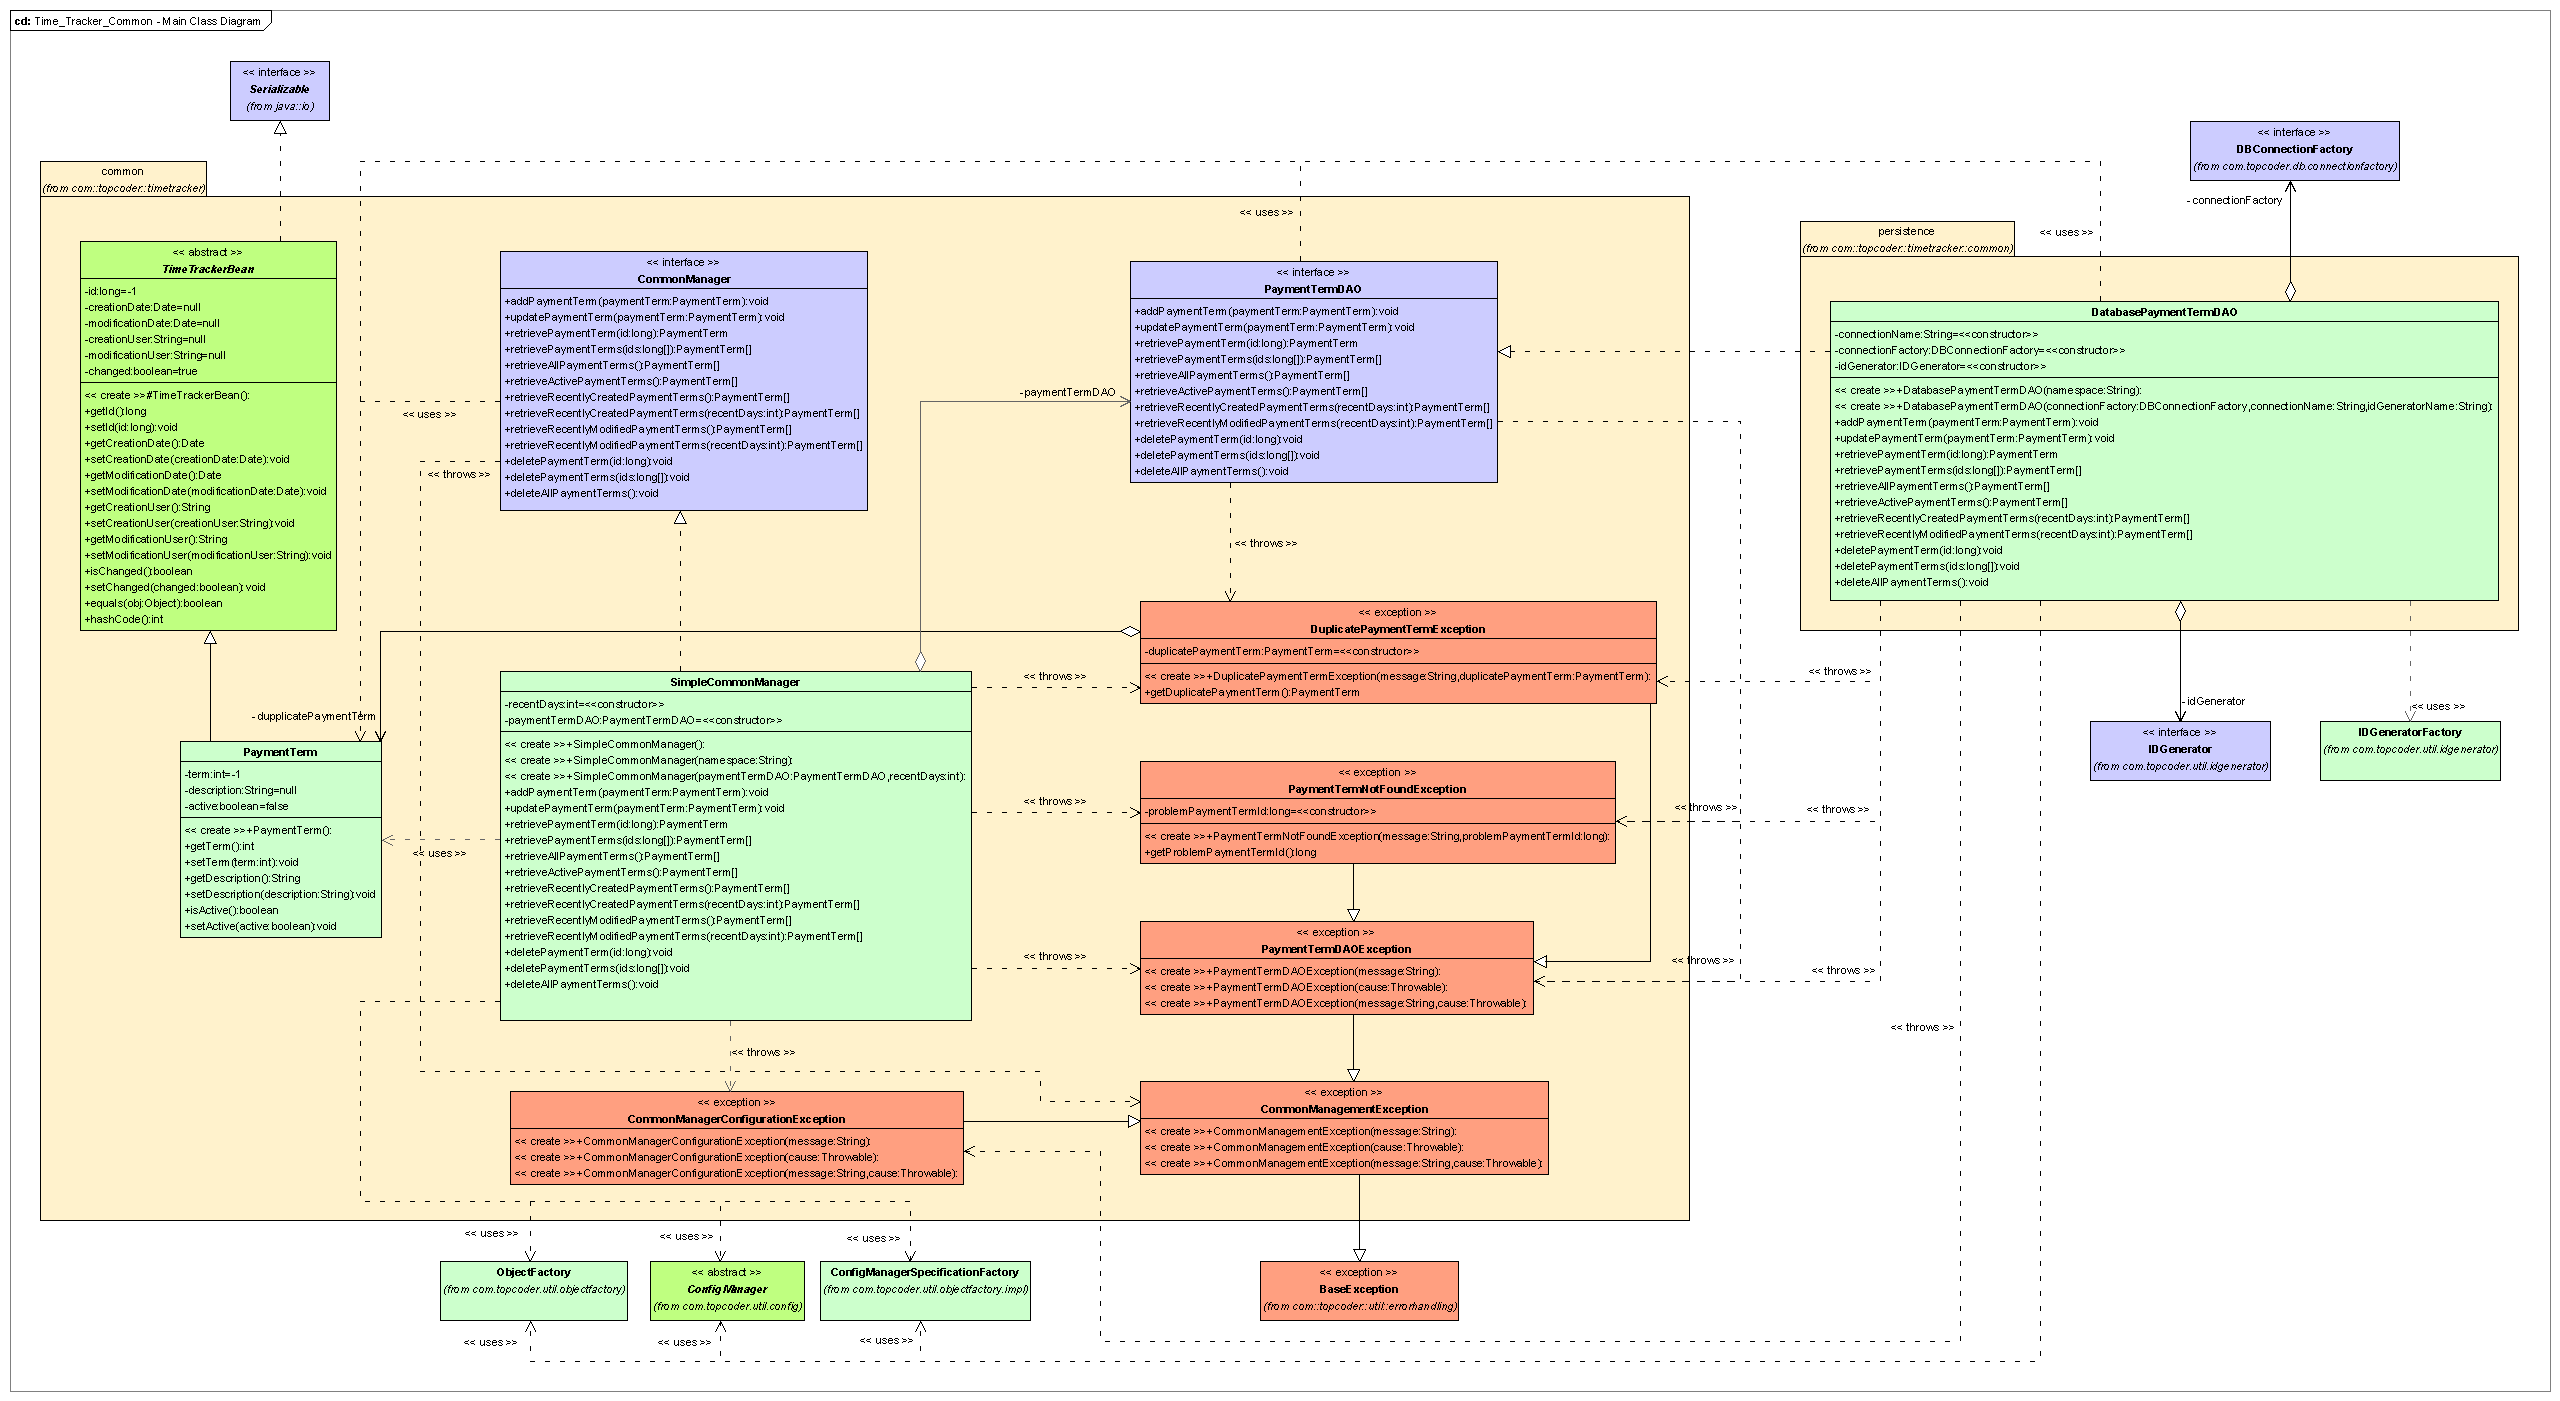 cd: Time_Tracker_Common - Main Class Diagram
<< interface >>
Serializable
(from java::io)
<< interface >>
DBConnectionFactory
(from com.topcoder.db.connectionfactory)
- connectionFactory
common
(from com::topcoder::timetracker)
<< uses >>
<< uses >>
persistence
(from com::topcoder::timetracker::common)
<< abstract >>
TimeTrackerBean
-id:long=-1
-creationDate:Date=null
-modificationDate:Date=null
-creationUser:String=null
-modificationUser:String=null
-changed:boolean=true
<< create >>#TimeTrackerBean():
+getId():long
+setId(id:long):void
+getCreationDate():Date
+setCreationDate(creationDate:Date):void
+getModificationDate():Date
+setModificationDate(modificationDate:Date):void
+getCreationUser():String
+setCreationUser(creationUser:String):void
+getModificationUser():String
+setModificationUser(modificationUser:String):void
+isChanged():boolean
+setChanged(changed:boolean):void
+equals(obj:Object):boolean
+hashCode():int
<< interface >>
CommonManager
+addPaymentTerm(paymentTerm:PaymentTerm):void
+updatePaymentTerm(paymentTerm:PaymentTerm):void
+retrievePaymentTerm(id:long):PaymentTerm
+retrievePaymentTerms(ids:long[]):PaymentTerm[]
+retrieveAllPaymentTerms():PaymentTerm[]
+retrieveActivePaymentTerms():PaymentTerm[]
+retrieveRecentlyCreatedPaymentTerms():PaymentTerm[]
+retrieveRecentlyCreatedPaymentTerms(recentDays:int):PaymentTerm[]
+retrieveRecentlyModifiedPaymentTerms():PaymentTerm[]
+retrieveRecentlyModifiedPaymentTerms(recentDays:int):PaymentTerm[]
+deletePaymentTerm(id:long):void
+deletePaymentTerms(ids:long[]):void
+deleteAllPaymentTerms():void
<< uses >>
<< throws >>
<< interface >>
PaymentTermDAO
+addPaymentTerm(paymentTerm:PaymentTerm):void
+updatePaymentTerm(paymentTerm:PaymentTerm):void
+retrievePaymentTerm(id:long):PaymentTerm
+retrievePaymentTerms(ids:long[]):PaymentTerm[]
+retrieveAllPaymentTerms():PaymentTerm[]
+retrieveActivePaymentTerms():PaymentTerm[]
+retrieveRecentlyCreatedPaymentTerms(recentDays:int):PaymentTerm[]
+retrieveRecentlyModifiedPaymentTerms(recentDays:int):PaymentTerm[]
+deletePaymentTerm(id:long):void
+deletePaymentTerms(ids:long[]):void
+deleteAllPaymentTerms():void
-paymentTermDAO
<< throws >>
DatabasePaymentTermDAO
-connectionName:String=<<constructor>>
-connectionFactory:DBConnectionFactory=<<constructor>>
-idGenerator:IDGenerator=<<constructor>>
<< create >>+DatabasePaymentTermDAO(namespace:String):
<< create >>+DatabasePaymentTermDAO(connectionFactory:DBConnectionFactory,connectionName:String,idGeneratorName:String):
+addPaymentTerm(paymentTerm:PaymentTerm):void
+updatePaymentTerm(paymentTerm:PaymentTerm):void
+retrievePaymentTerm(id:long):PaymentTerm
+retrievePaymentTerms(ids:long[]):PaymentTerm[]
+retrieveAllPaymentTerms():PaymentTerm[]
+retrieveActivePaymentTerms():PaymentTerm[]
+retrieveRecentlyCreatedPaymentTerms(recentDays:int):PaymentTerm[]
+retrieveRecentlyModifiedPaymentTerms(recentDays:int):PaymentTerm[]
+deletePaymentTerm(id:long):void
+deletePaymentTerms(ids:long[]):void
+deleteAllPaymentTerms():void
<< exception >>
DuplicatePaymentTermException
-duplicatePaymentTerm:PaymentTerm=<<constructor>>
<< create >>+DuplicatePaymentTermException(message:String,duplicatePaymentTerm:PaymentTerm):
+getDuplicatePaymentTerm():PaymentTerm
<< throws >>
<< throws >>
- dupplicatePaymentTerm
-idGenerator
<< uses >>
<< interface >>
IDGenerator
(from com.topcoder.util.idgenerator)
IDGeneratorFactory
(from com.topcoder.util.idgenerator)
PaymentTerm
-term:int=-1
-description:String=null
-active:boolean=false
<< create >>+PaymentTerm():
+getTerm():int
+setTerm(term:int):void
+getDescription():String
+setDescription(description:String):void
+isActive():boolean
+setActive(active:boolean):void
<< uses >>
SimpleCommonManager
-recentDays:int=<<constructor>>
-paymentTermDAO:PaymentTermDAO=<<constructor>>
<< create >>+SimpleCommonManager():
<< create >>+SimpleCommonManager(namespace:String):
<< create >>+SimpleCommonManager(paymentTermDAO:PaymentTermDAO,recentDays:int):
+addPaymentTerm(paymentTerm:PaymentTerm):void
+updatePaymentTerm(paymentTerm:PaymentTerm):void
+retrievePaymentTerm(id:long):PaymentTerm
+retrievePaymentTerms(ids:long[]):PaymentTerm[]
+retrieveAllPaymentTerms():PaymentTerm[]
+retrieveActivePaymentTerms():PaymentTerm[]
+retrieveRecentlyCreatedPaymentTerms():PaymentTerm[]
+retrieveRecentlyCreatedPaymentTerms(recentDays:int):PaymentTerm[]
+retrieveRecentlyModifiedPaymentTerms():PaymentTerm[]
+retrieveRecentlyModifiedPaymentTerms(recentDays:int):PaymentTerm[]
+deletePaymentTerm(id:long):void
+deletePaymentTerms(ids:long[]):void
+deleteAllPaymentTerms():void
<< throws >>
<< exception >>
PaymentTermNotFoundException
-problemPaymentTermId:long=<<constructor>>
<< create >>+PaymentTermNotFoundException(message:String,problemPaymentTermId:long):
+getProblemPaymentTermId():long
<< throws >>
<< throws >>
<< throws >>
<< exception >>
PaymentTermDAOException
<< create >>+PaymentTermDAOException(message:String):
<< create >>+PaymentTermDAOException(cause:Throwable):
<< create >>+PaymentTermDAOException(message:String,cause:Throwable):
<< throws >>
<< throws >>
<< throws >>
<< throws >>
<< exception >>
CommonManagerConfigurationException
<< create >>+CommonManagerConfigurationException(message:String):
<< create >>+CommonManagerConfigurationException(cause:Throwable):
<< create >>+CommonManagerConfigurationException(message:String,cause:Throwable):
<< exception >>
CommonManagementException
<< create >>+CommonManagementException(message:String):
<< create >>+CommonManagementException(cause:Throwable):
<< create >>+CommonManagementException(message:String,cause:Throwable):
<< uses >>
<< uses >>
<< uses >>
ObjectFactory
(from com.topcoder.util.objectfactory)
<< abstract >>
ConfigManager
(from com.topcoder.util.config)
ConfigManagerSpecificationFactory
(from com.topcoder.util.objectfactory.impl)
<< exception >>
BaseException
(from com::topcoder::util::errorhandling)
<< uses >>
<< uses >>
<< uses >>